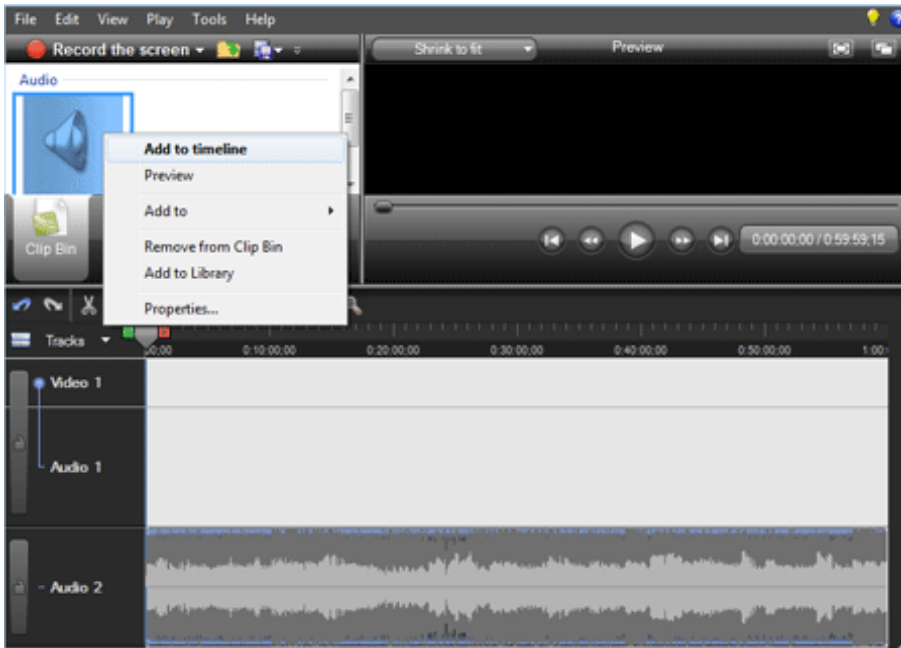 File Edit View Play Tools Help
Record the screen
Shrink to fit
Preview
Audio
Add to timeline
Preview
Add to
Remove from Clip Bin
Add to Library
Properties...
Clip Bin
0:00:00;00 / 0:59:59;15
Tracks
00;00 0:10:00;00 0:20:00;00 0:30:00;00 0:40:00;00 0:50:00;00 1:00:
Video 1
Audio 1
Audio 2